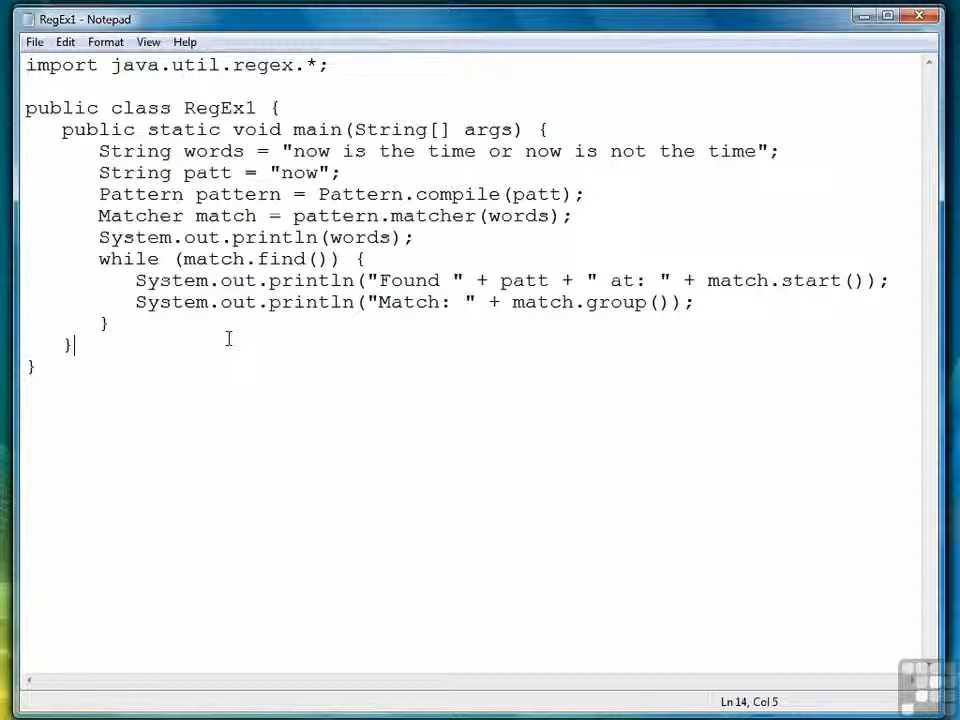 RegEx1 - Notepad
File Edit Format View Help
import java.util.regex.*;
public class RegEx1 {
public static void main(String[] args) {
String words = "now is the time or now is not the time";
String patt = "now";
Pattern pattern = Pattern.compile(patt);
Matcher match = pattern.matcher(words);
System.out.println(words);
while (match.find()) {
System.out.println("Found " + patt + " at: " + match.start());
System.out.println("Match: " + match.group());
}
}
}
Ln 14, Col 5